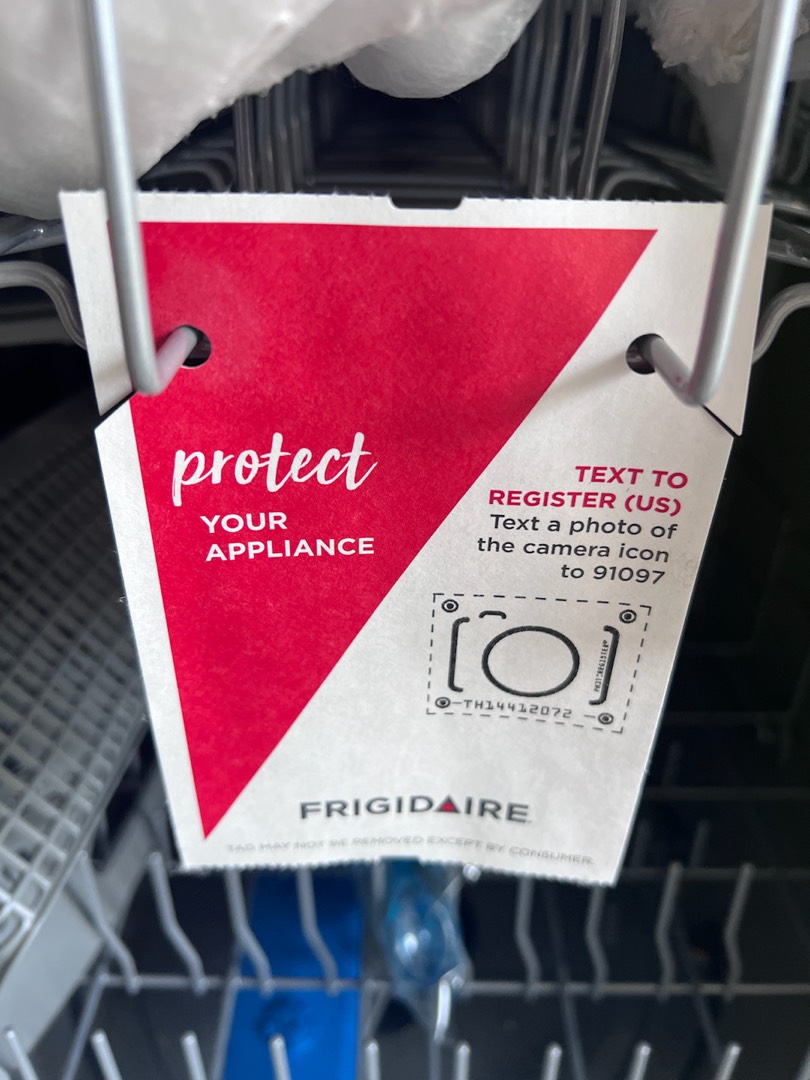 protect
YOUR
APPLIANCE
TEXT TO
REGISTER (US)
Text a photo of
the camera icon
to 91097
PHOTOREGISTER®
TH14412072
FRIGIDAIRE
TAG MAY NOT BE REMOVED EXCEPT BY CONSUMER.